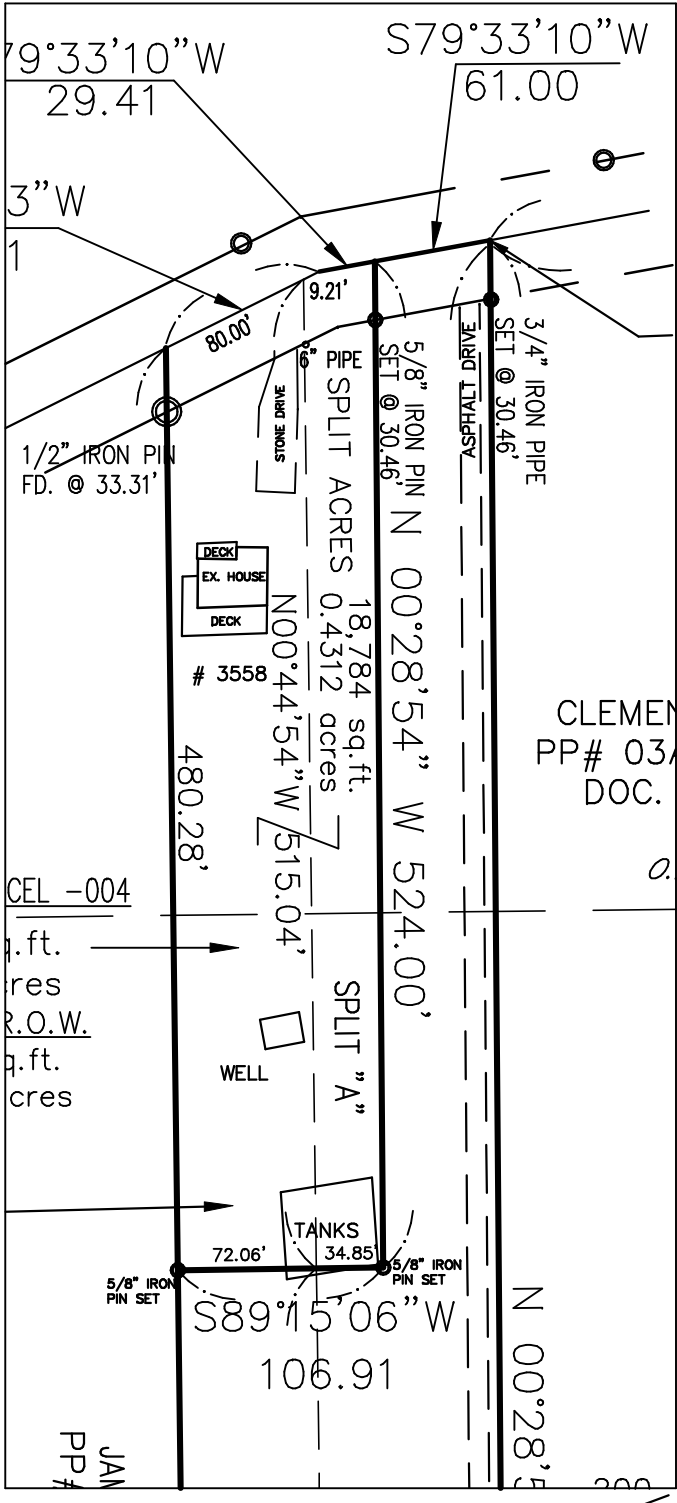 79°33'10"W
29.41
S79°33'10"W
61.00
3"W
1
9.21'
80.00'
6" PIPE
STONE DRIVE
5/8" IRON PIN
SET @ 30.46'
ASPHALT DRIVE
3/4" IRON PIPE
SET @ 30.46'
1/2" IRON PIN
FD. @ 33.31'
SPLIT ACRES
18,784 sq.ft.
0.4312 acres
N 00°28'54" W 524.00'
DECK
EX. HOUSE
DECK
# 3558
N00°44'54"W 515.04'
480.28'
CLEMEN
PP# 03
DOC.
0.
CEL -004
q.ft.
cres
R.O.W.
q.ft.
cres
SPLIT "A"
WELL
TANKS
72.06'
34.85'
5/8" IRON
PIN SET
5/8" IRON
PIN SET
S89°15'06"W
106.91
N 00°28'5
JAM
PP#